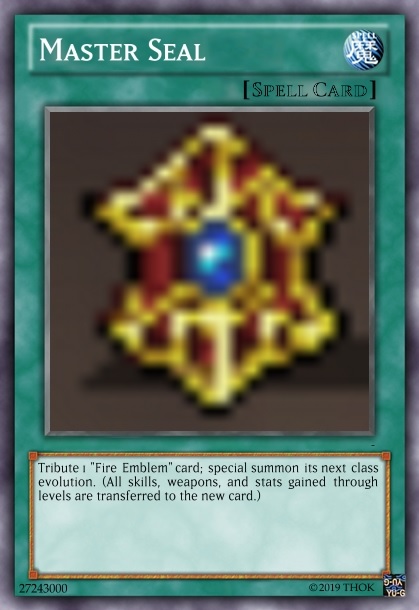 Master Seal
魔
[Spell Card]
Tribute 1 "Fire Emblem" card; special summon its next class
evolution. (All skills, weapons, and stats gained through
levels are transferred to the new card.)
27243000
©2019 THOK